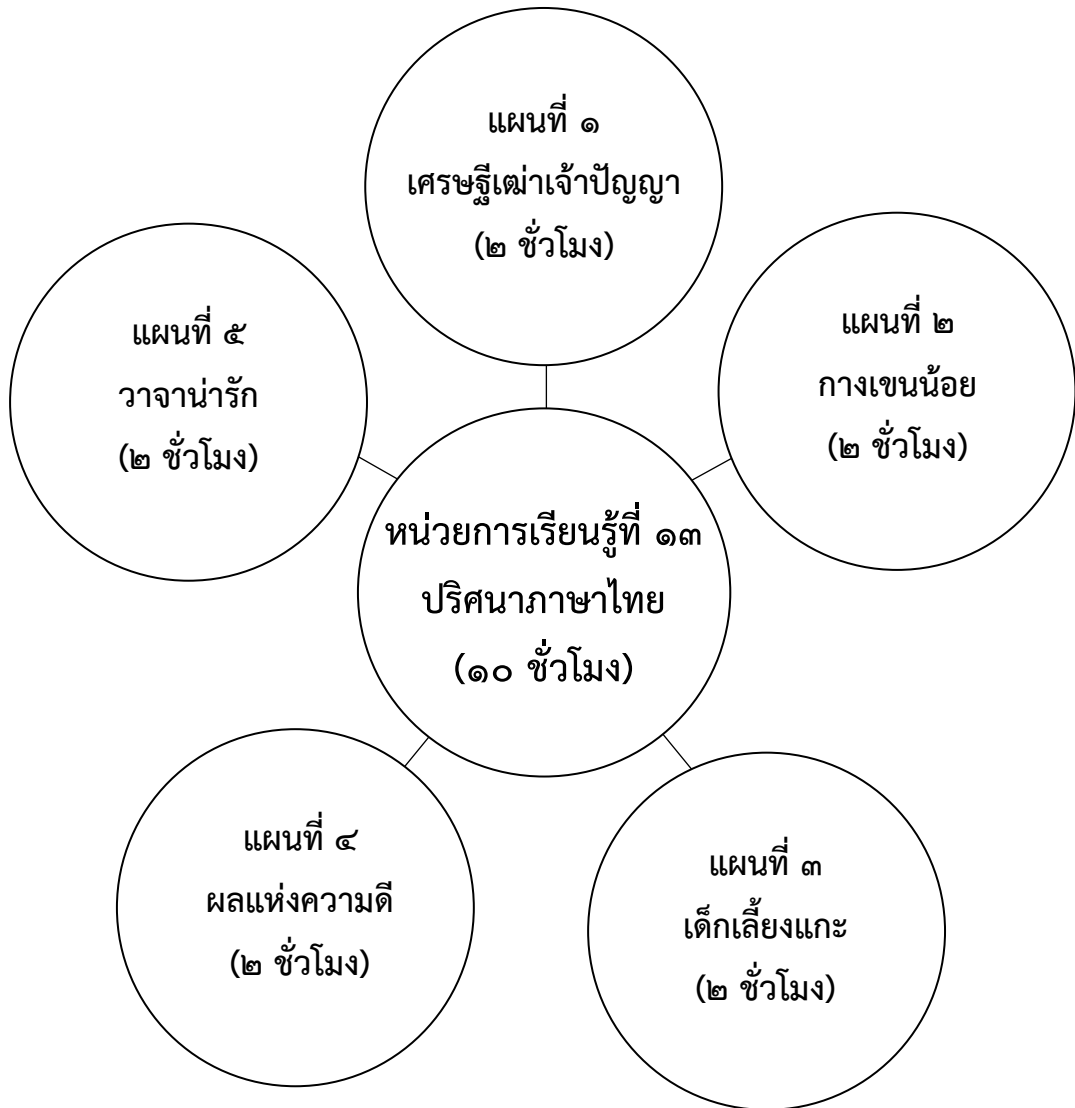 แผนที่ ๑
เศรษฐีเฒ่าเจ้าปัญญา
(๒ ชั่วโมง)
แผนที่ ๒
กางเขนน้อย
(๒ ชั่วโมง)
แผนที่ ๕
วาจาน่ารัก
(๒ ชั่วโมง)
หน่วยการเรียนรู้ที่ ๑๓
ปริศนาภาษาไทย
(๑๐ ชั่วโมง)
แผนที่ ๔
ผลแห่งความดี
(๒ ชั่วโมง)
แผนที่ ๓
เด็กเลี้ยงแกะ
(๒ ชั่วโมง)